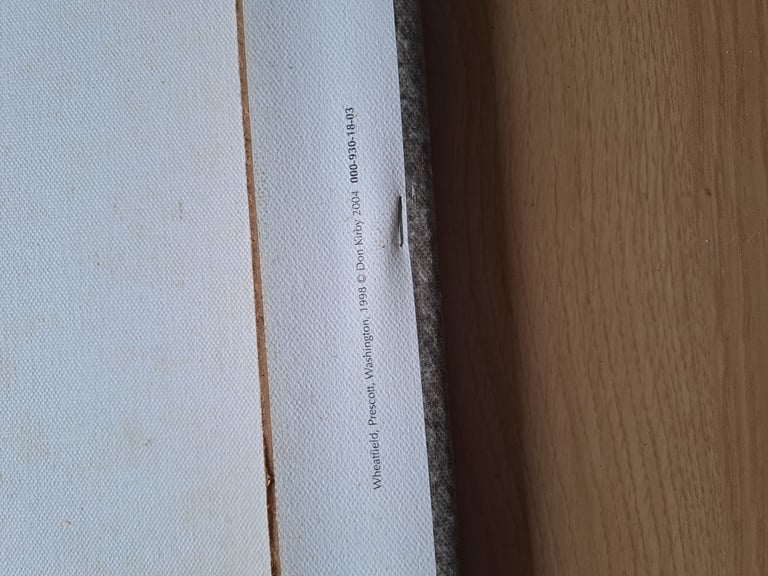 Wheatfield, Prescott, Washington, 1998 © Don Kirby 2004 000-930-18-03